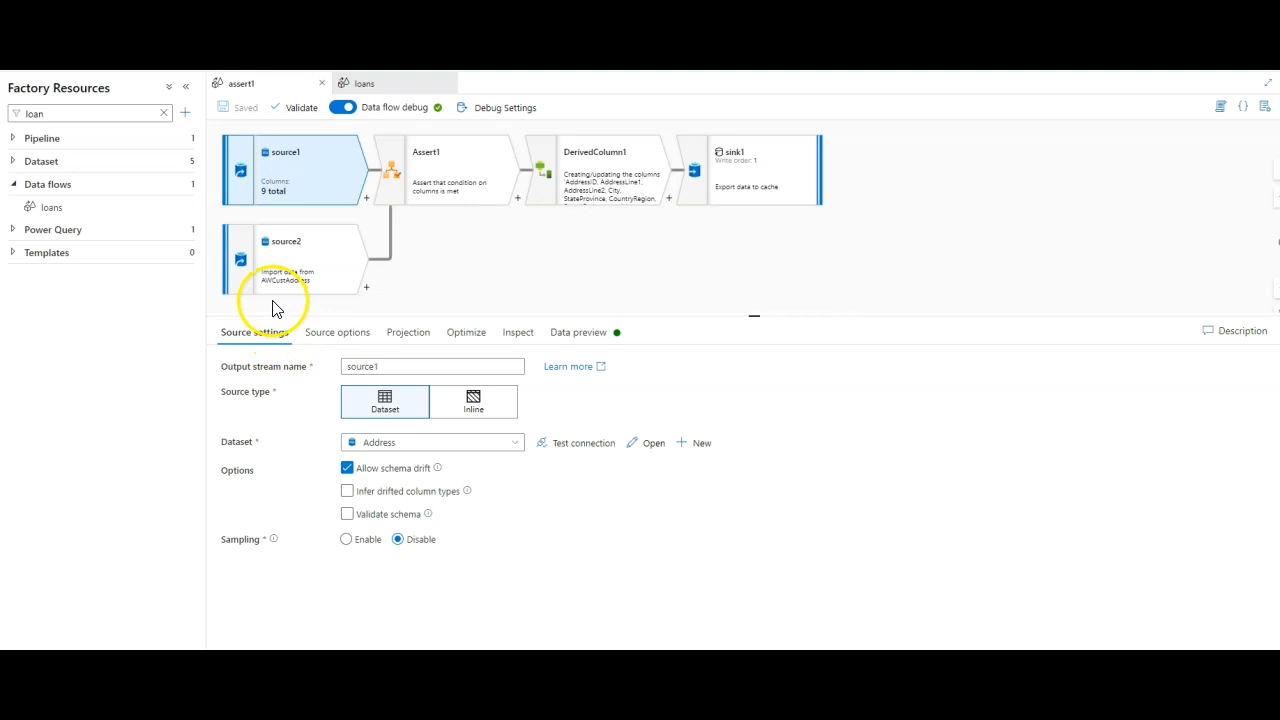 Factory Resources
loan
Pipeline 1
Dataset 5
Data flows 1
loans
Power Query 1
Templates 0
assert1
loans
Saved
Validate
Data flow debug
Debug Settings
source1
Columns:
9 total
Assert1
Assert that condition on
columns is met
DerivedColumn1
Creating/updating the columns
'AddressID, AddressLine1,
AddressLine2, City,
StateProvince, CountryRegion,
sink1
Write order: 1
Export data to cache
source2
Import data from
AWCustAddress
Source settings
Source options
Projection
Optimize
Inspect
Data preview
Description
Output stream name *
source1
Learn more
Source type *
Dataset
Inline
Dataset *
Address
Test connection
Open
New
Options
Allow schema drift
Infer drifted column types
Validate schema
Sampling *
Enable
Disable